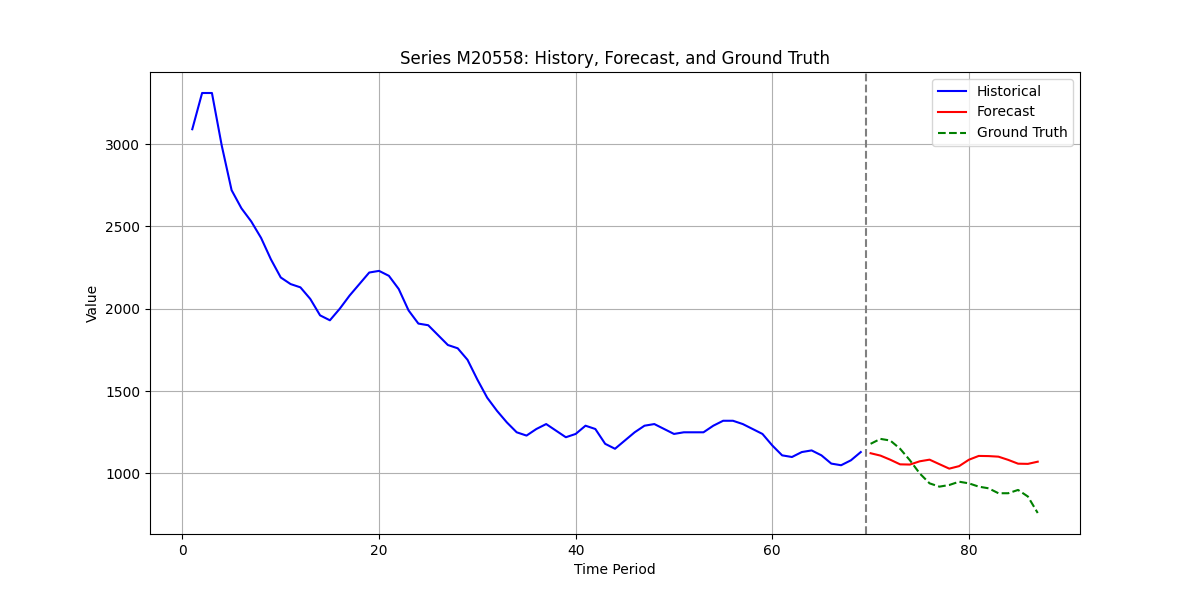 Series M20558: History, Forecast, and Ground Truth
Historical
Forecast
Ground Truth
Value
3000
2500
2000
1500
1000
0
20
40
60
80
Time Period